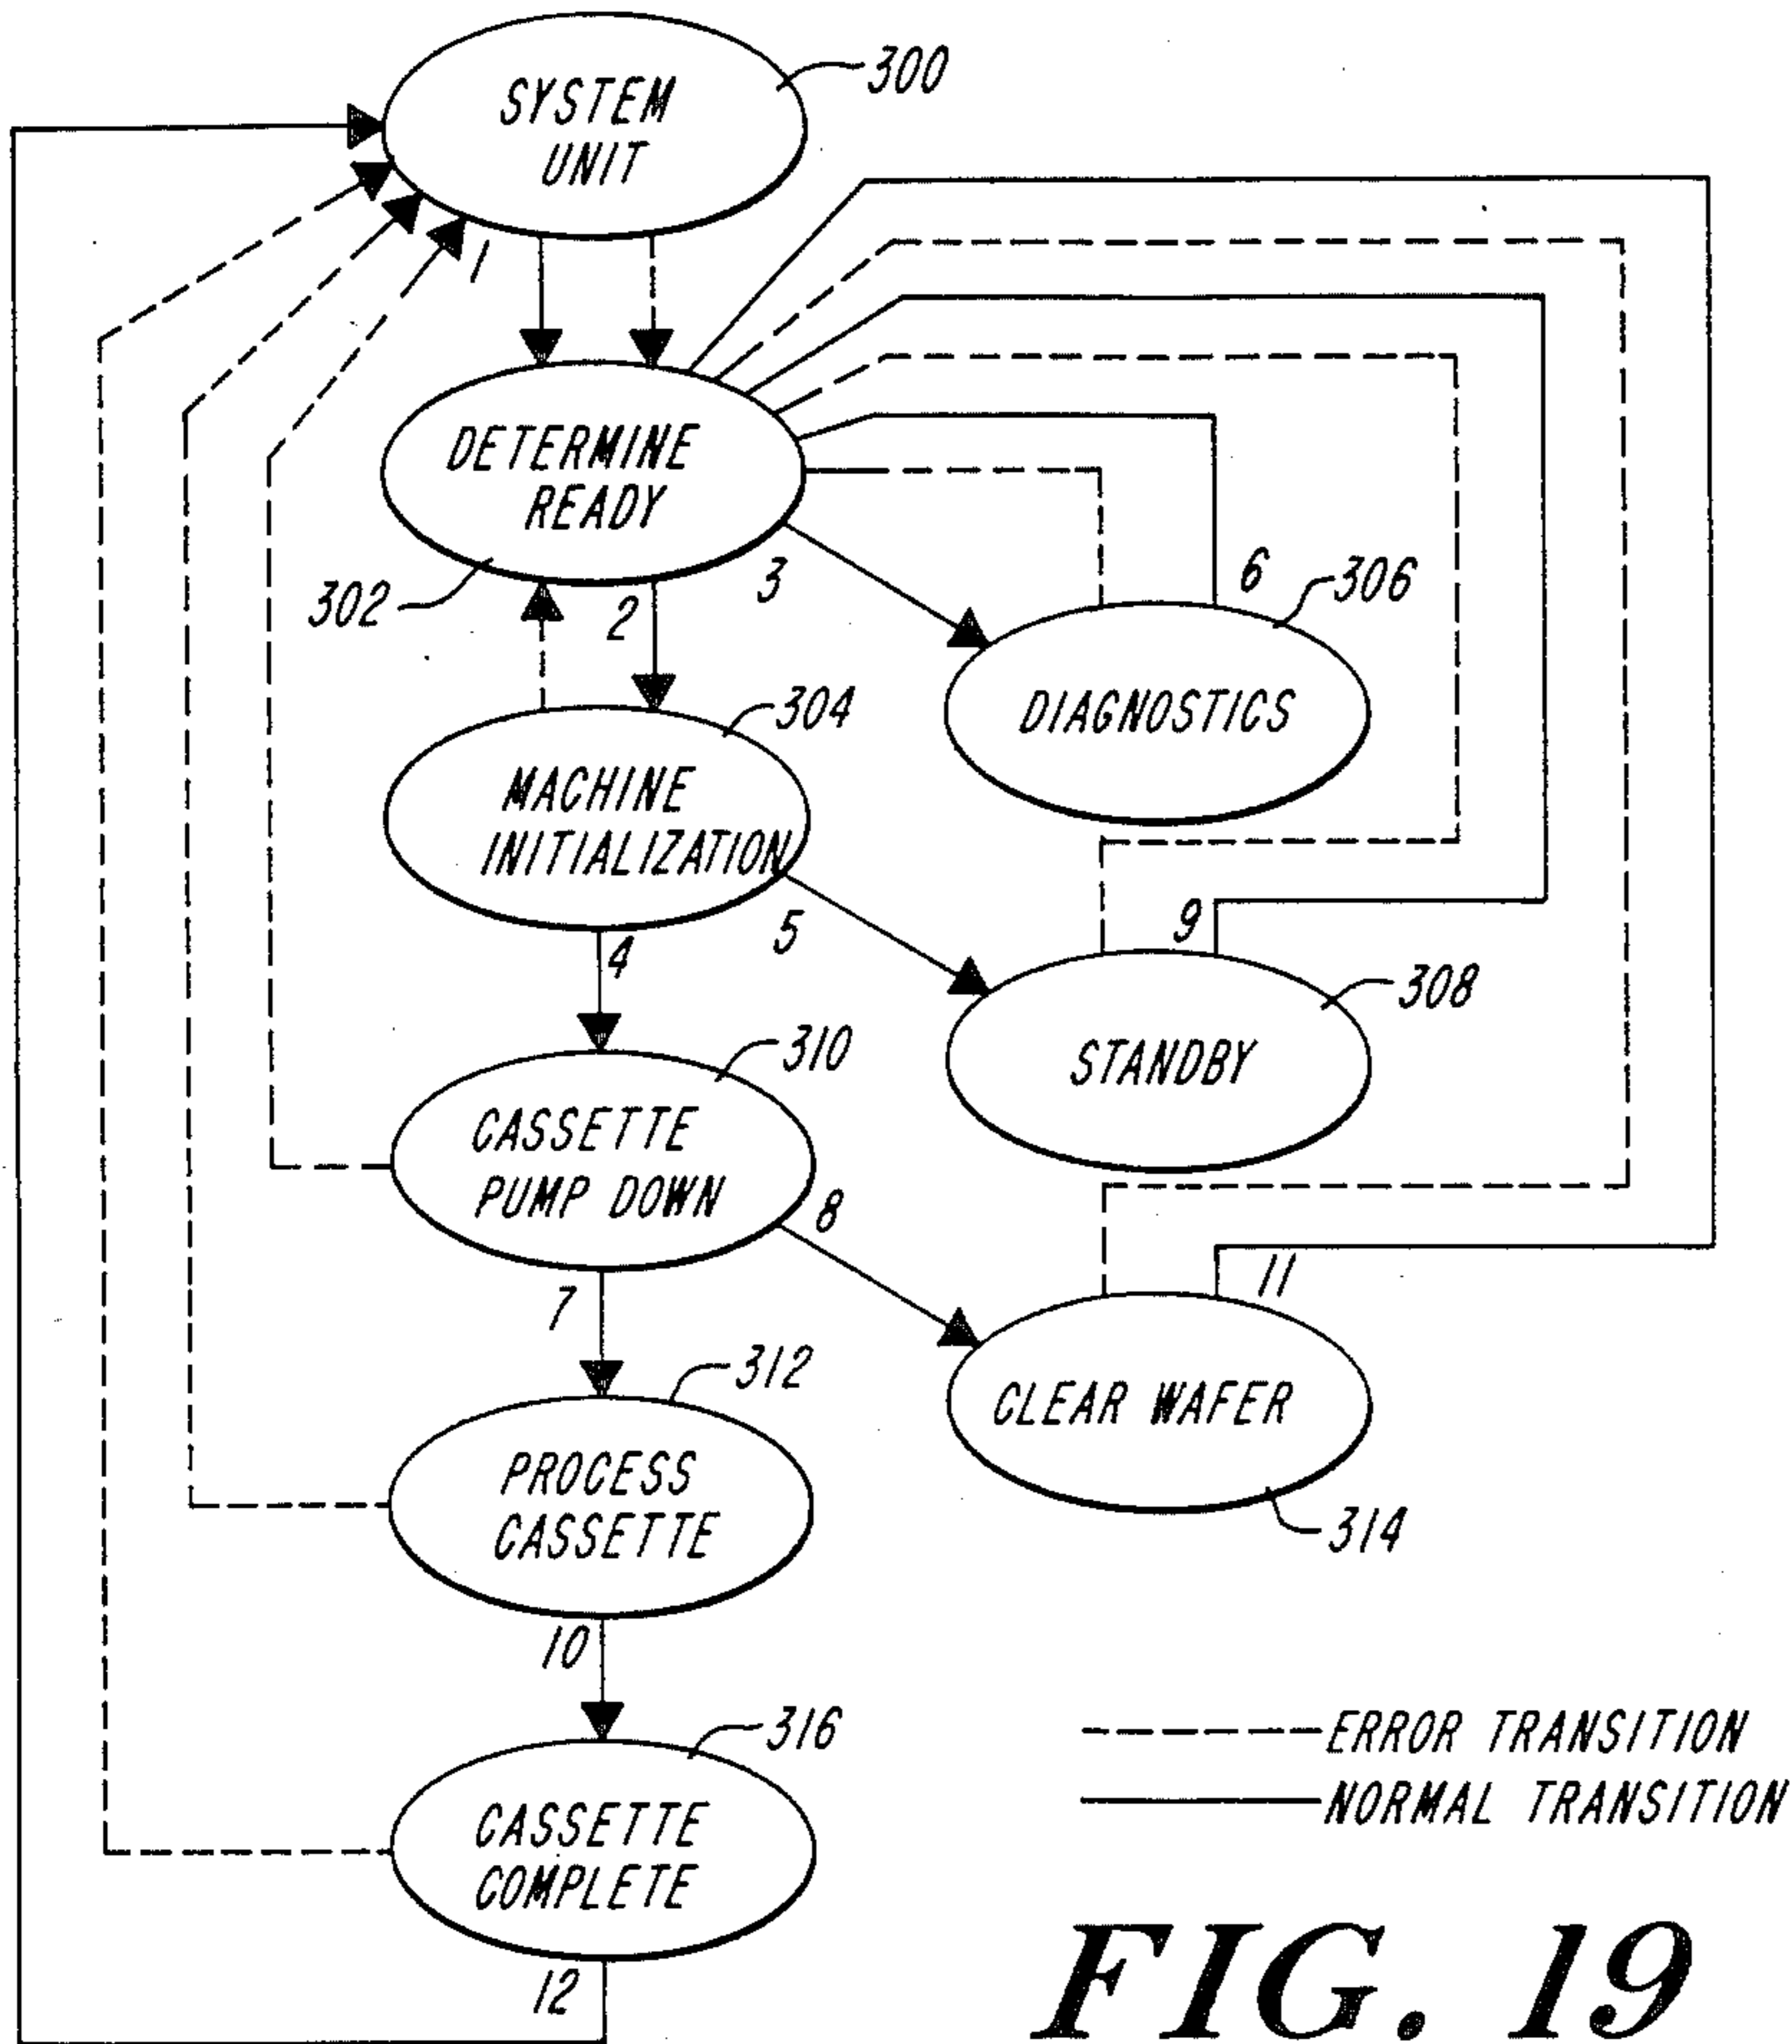 300
SYSTEM
UNIT
1
DETERMINE
READY
302
2
3
6
306
DIAGNOSTICS
304
MACHINE
INITIALIZATION
4
5
9
308
STANDBY
310
CASSETTE
PUMP DOWN
7
8
11
312
PROCESS
CASSETTE
CLEAR WAFER
314
10
316
CASSETTE
COMPLETE
12
ERROR TRANSITION
NORMAL TRANSITION
FIG. 19